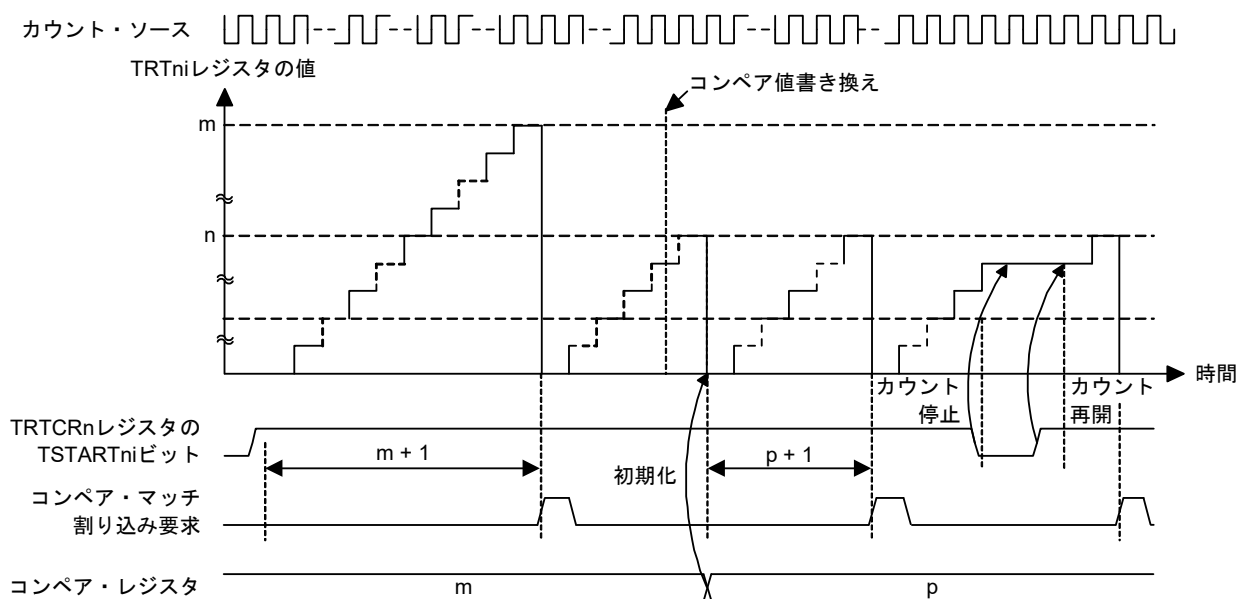 カウント・ソース
TRTniレジスタの値
コンペア値書き換え
m
n
時間
カウント
停止
カウント
再開
TRTCRnレジスタの
TSTARTniビット
m + 1
初期化
p + 1
コンペア・マッチ
割り込み要求
コンペア・レジスタ
m
p